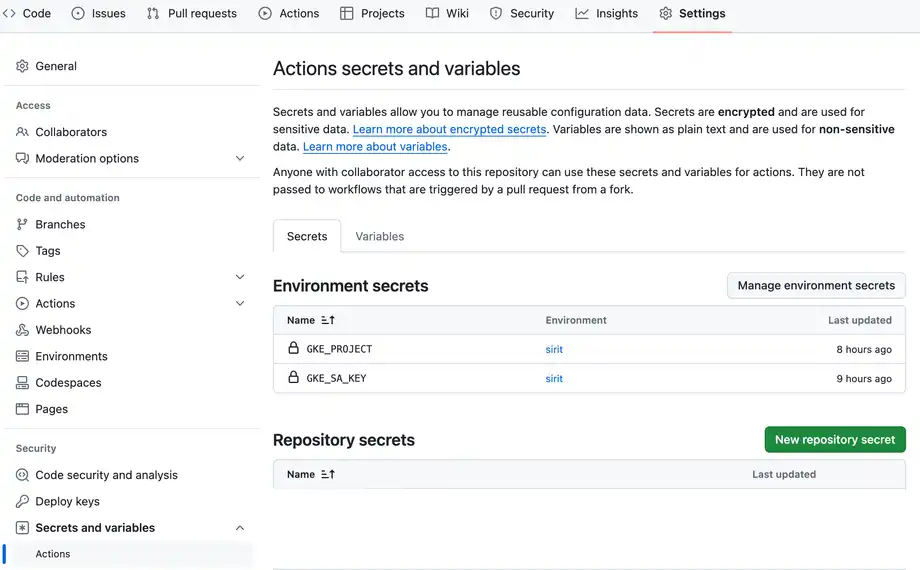 Code Issues Pull requests Actions Projects Wiki Security Insights Settings
General
Access
Collaborators
Moderation options
Code and automation
Branches
Tags
Rules
Actions
Webhooks
Environments
Codespaces
Pages
Security
Code security and analysis
Deploy keys
Secrets and variables
Actions
Actions secrets and variables
Secrets and variables allow you to manage reusable configuration data. Secrets are encrypted and are used for
sensitive data. Learn more about encrypted secrets. Variables are shown as plain text and are used for non-sensitive
data. Learn more about variables.
Anyone with collaborator access to this repository can use these secrets and variables for actions. They are not
passed to workflows that are triggered by a pull request from a fork.
Secrets Variables
Environment secrets Manage environment secrets
Name Environment Last updated
GKE_PROJECT sirit 8 hours ago
GKE_SA_KEY sirit 9 hours ago
Repository secrets New repository secret
Name Last updated